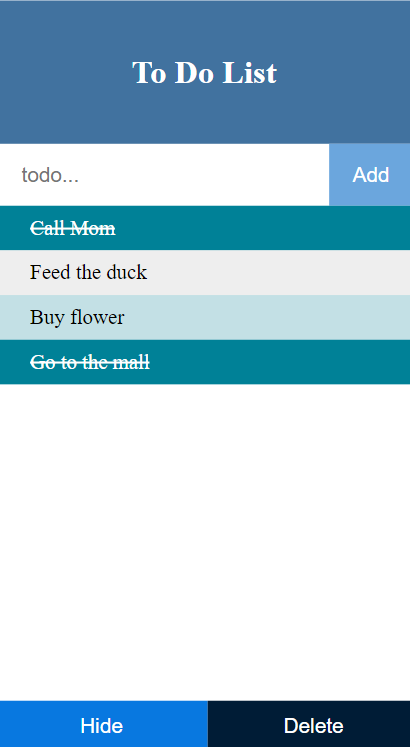 To Do List
todo... Add
Call Mom
Feed the duck
Buy flower
Go to the mall
Hide Delete